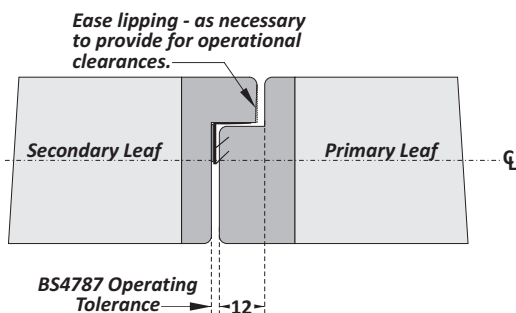 Ease lipping - as necessary
to provide for operational
clearances.
Secondary Leaf
Primary Leaf
℄
BS4787 Operating
Tolerance
12